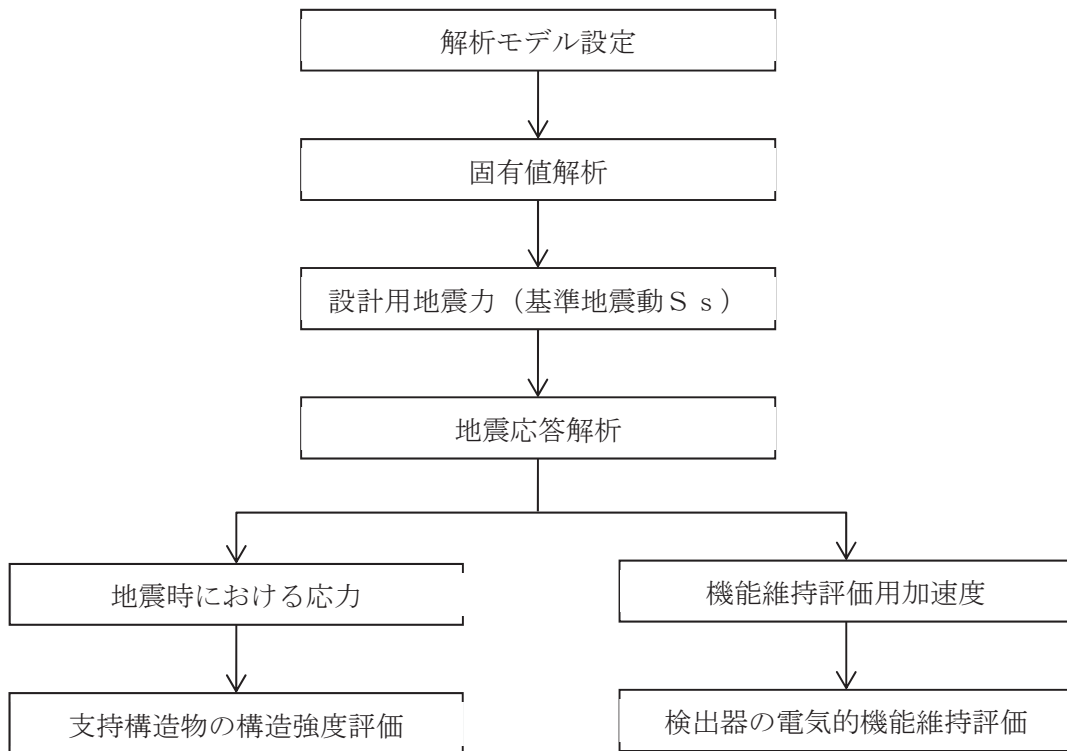 解析モデル設定
固有値解析
設計用地震力（基準地震動Ｓｓ）
地震応答解析
地震時における応力
機能維持評価用加速度
支持構造物の構造強度評価
検出器の電気的機能維持評価